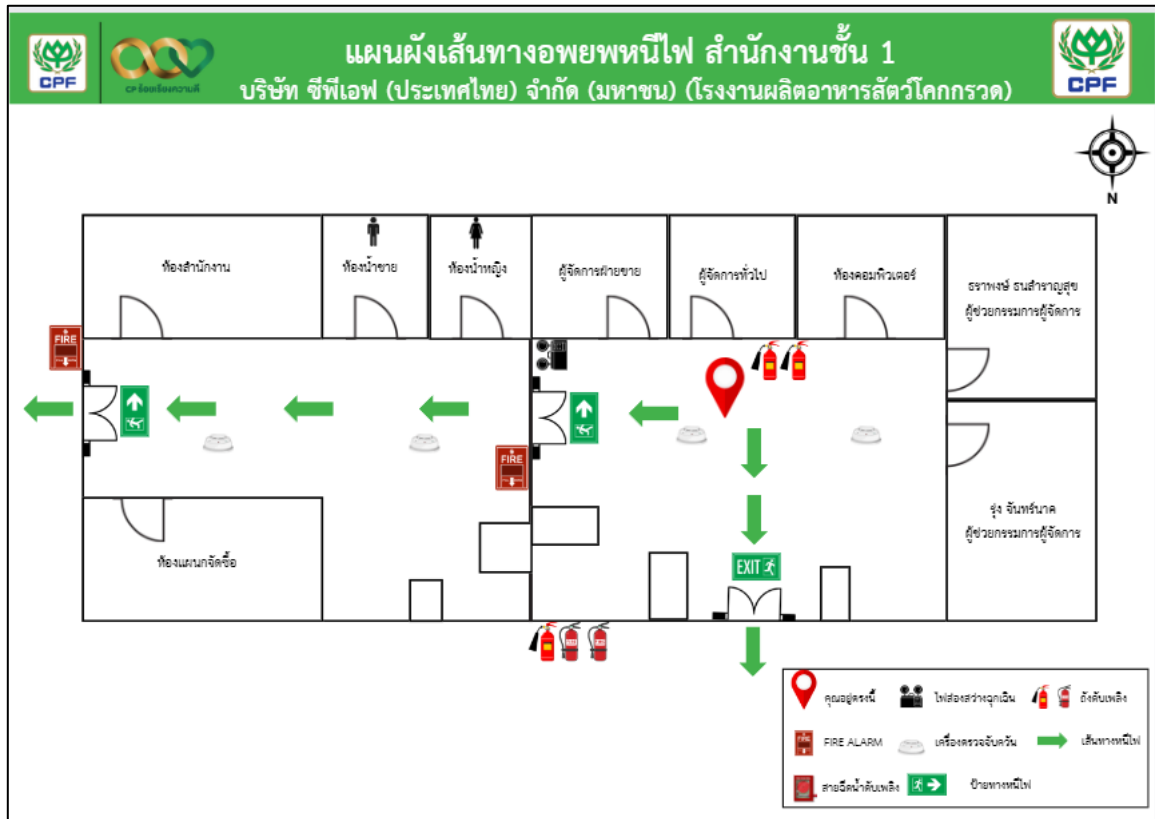 แผนผังเส้นทางอพยพหนีไฟ สำนักงานชั้น 1
บริษัท ซีพีเอฟ (ประเทศไทย) จำกัด (มหาชน) (โรงงานผลิตอาหารสัตว์โคกกรวด)
CPF
CP ร้อยเรียงความดี
CPF
N
ห้องสำนักงาน
ห้องน้ำชาย
ห้องน้ำหญิง
ผู้จัดการฝ่ายขาย
ผู้จัดการทั่วไป
ห้องคอมพิวเตอร์
ธราพงษ์ ธนสำราญสุข
ผู้ช่วยกรรมการผู้จัดการ
FIRE
FIRE
รุ่ง จันทร์นาค
ผู้ช่วยกรรมการผู้จัดการ
ห้องแผนกจัดซื้อ
EXIT
คุณอยู่ตรงนี้
ไฟส่องสว่างฉุกเฉิน
ถังดับเพลิง
FIRE ALARM
เครื่องตรวจจับควัน
เส้นทางหนีไฟ
สายฉีดน้ำดับเพลิง
ป้ายทางหนีไฟ